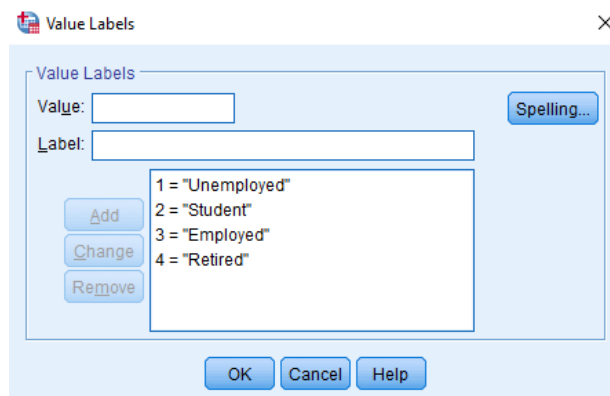 Value Labels
Value Labels
Value:
Spelling...
Label:
1 = "Unemployed"
2 = "Student"
3 = "Employed"
4 = "Retired"
Add
Change
Remove
OK Cancel Help